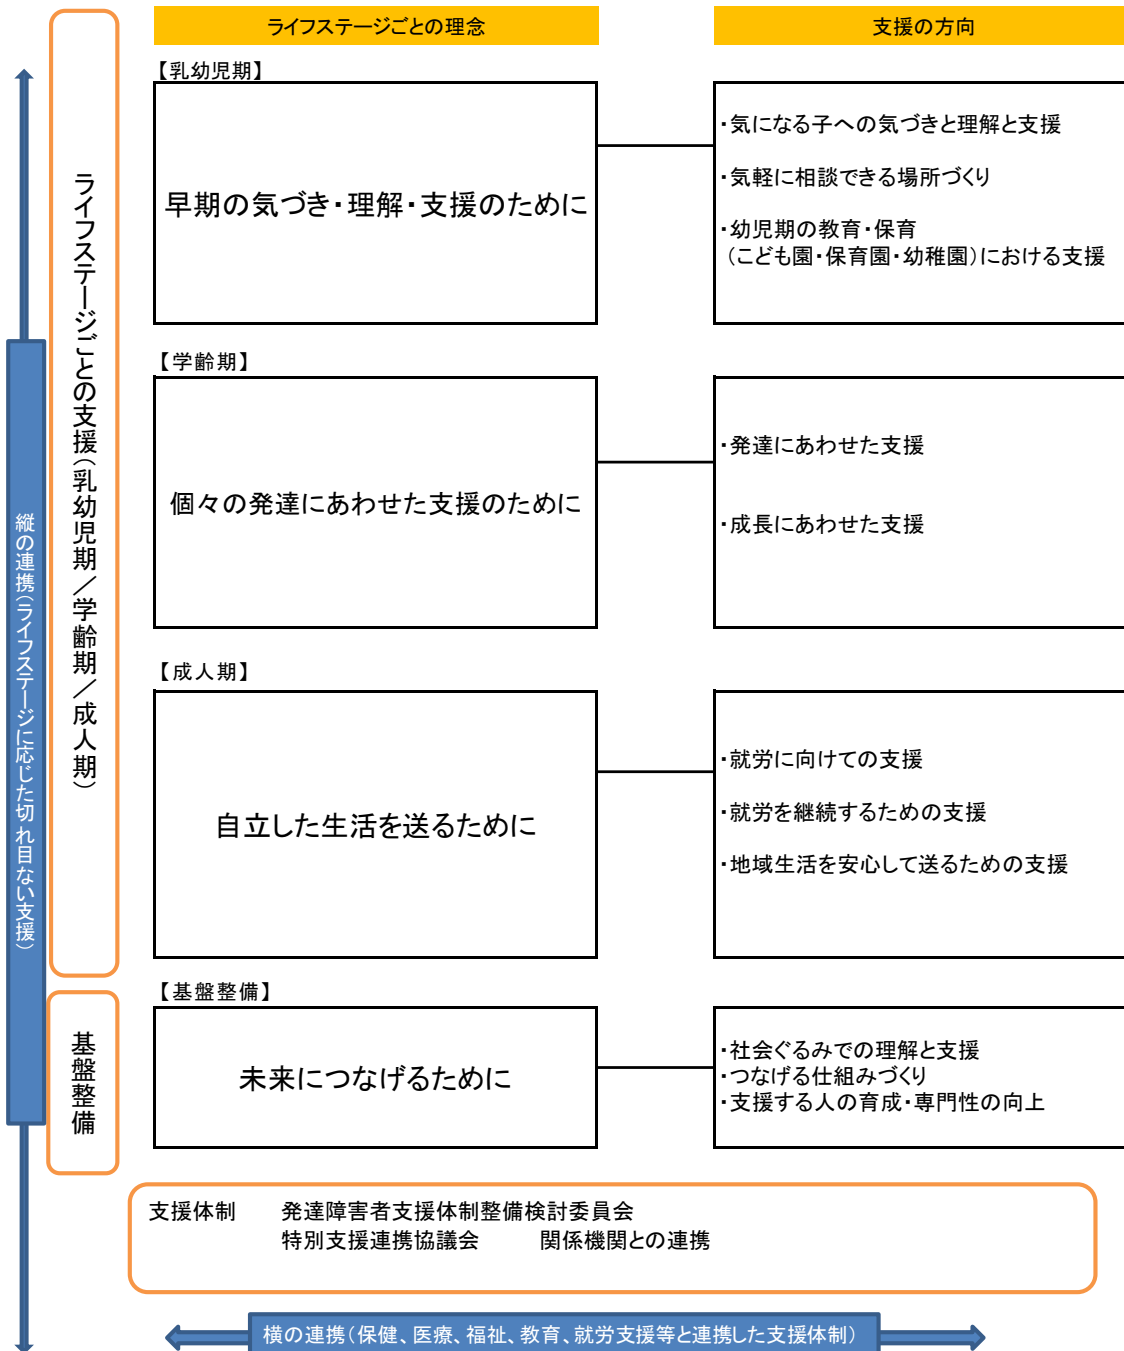 ライフステージごとの理念
支援の方向
縦の連携(ライフステージに応じた切れ目ない支援)
ライフステージごとの支援(乳幼児期/学齢期/成人期)
【乳幼児期】
早期の気づき・理解・支援のために
・気になる子への気づきと理解と支援
・気軽に相談できる場所づくり
・幼児期の教育・保育
(こども園・保育園・幼稚園)における支援
【学齢期】
個々の発達にあわせた支援のために
・発達にあわせた支援
・成長にあわせた支援
【成人期】
自立した生活を送るために
・就労に向けての支援
・就労を継続するための支援
・地域生活を安心して送るための支援
基盤整備
【基盤整備】
未来につなげるために
・社会ぐるみでの理解と支援
・つなげる仕組みづくり
・支援する人の育成・専門性の向上
支援体制 発達障害者支援体制整備検討委員会
特別支援連携協議会 関係機関との連携
横の連携(保健、医療、福祉、教育、就労支援等と連携した支援体制)